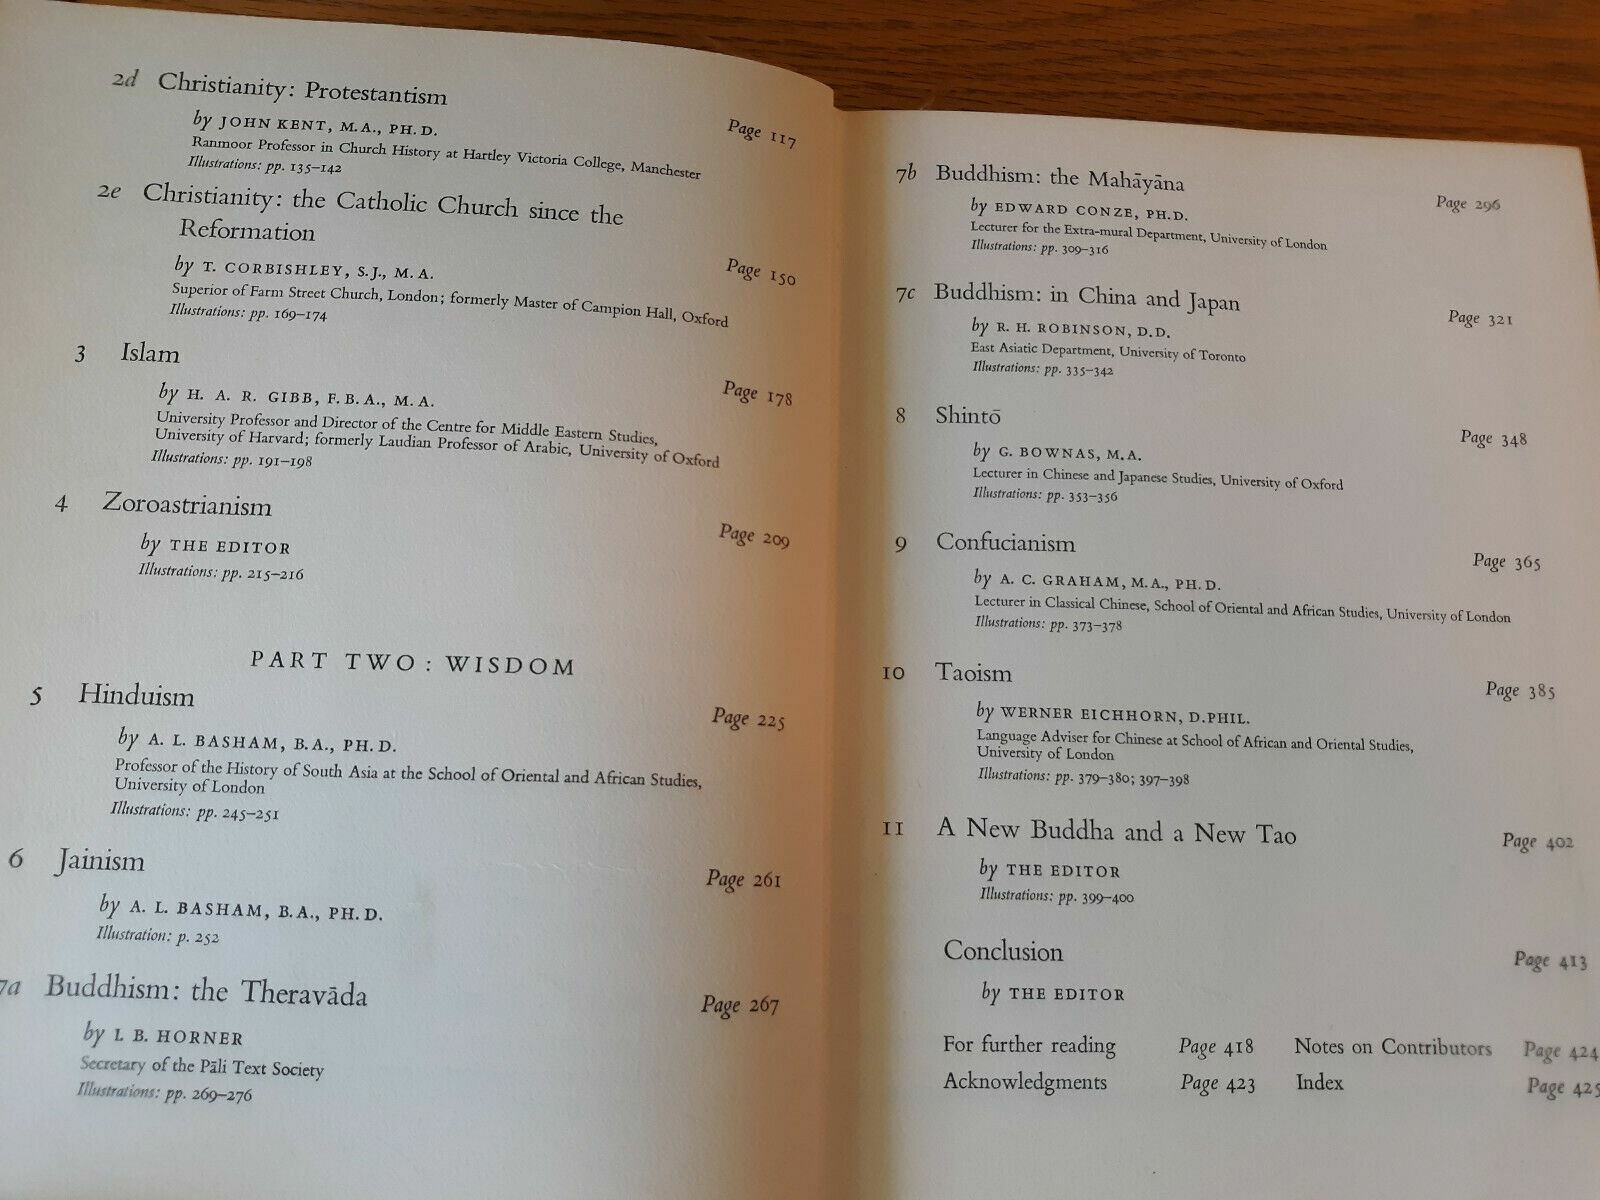 2d Christianity: Protestantism
by JOHN KENT, M.A., PH.D. Page 117
Ranmoor Professor in Church History at Hartley Victoria College, Manchester
Illustrations: pp. 135–142
2e Christianity: the Catholic Church since the
Reformation
by T. CORBISHLEY, S.J., M.A. Page 150
Superior of Farm Street Church, London; formerly Master of Campion Hall, Oxford
Illustrations: pp. 169–174
3 Islam
by H. A. R. GIBB, F.B.A., M.A. Page 178
University Professor and Director of the Centre for Middle Eastern Studies,
University of Harvard; formerly Laudian Professor of Arabic, University of Oxford
Illustrations: pp. 191–198
4 Zoroastrianism
by THE EDITOR Page 209
Illustrations: pp. 215–216
PART TWO: WISDOM
5 Hinduism Page 225
by A. L. BASHAM, B.A., PH.D.
Professor of the History of South Asia at the School of Oriental and African Studies,
University of London
Illustrations: pp. 245–251
6 Jainism Page 261
by A. L. BASHAM, B.A., PH.D.
Illustration: p. 252
7a Buddhism: the Theravāda Page 267
by I. B. HORNER
Secretary of the Pāli Text Society
Illustrations: pp. 269–276
7b Buddhism: the Mahāyāna Page 296
by EDWARD CONZE, PH.D.
Lecturer for the Extra-mural Department, University of London
Illustrations: pp. 309–316
7c Buddhism: in China and Japan Page 321
by R. H. ROBINSON, D.D.
East Asiatic Department, University of Toronto
Illustrations: pp. 335–342
8 Shintō Page 348
by G. BOWNAS, M.A.
Lecturer in Chinese and Japanese Studies, University of Oxford
Illustrations: pp. 353–356
9 Confucianism Page 365
by A. C. GRAHAM, M.A., PH.D.
Lecturer in Classical Chinese, School of Oriental and African Studies, University of London
Illustrations: pp. 373–378
10 Taoism Page 385
by WERNER EICHHORN, D.PHIL.
Language Adviser for Chinese at School of African and Oriental Studies,
University of London
Illustrations: pp. 379–380; 397–398
11 A New Buddha and a New Tao Page 402
by THE EDITOR
Illustrations: pp. 399–400
Conclusion Page 413
by THE EDITOR
For further reading Page 418 Notes on Contributors Page 424
Acknowledgments Page 423 Index Page 425